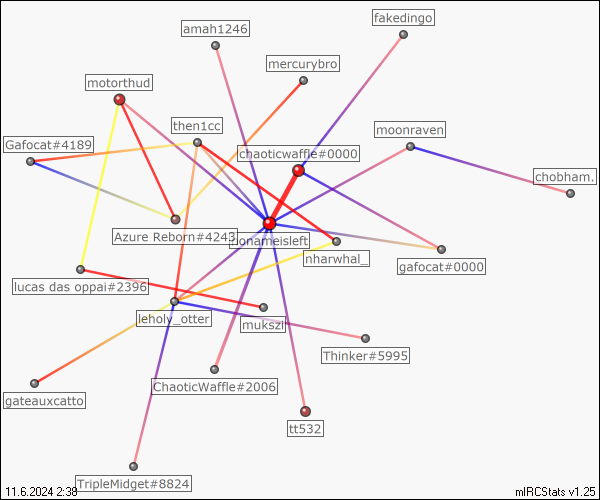 fakedingo
amah1246
mercurybro
motorthud
then1cc
moonraven
Gafocat#4189
chaoticwaffle#0000
chobham.
Azure Reborn#4243
nonameisleft
nharwhal_
gafocat#0000
lucas das oppai#2396
leholy_otter
mukszi
Thinker#5995
ChaoticWaffle#2006
gateauxcatto
tt532
TripleMidget#8824
11.6.2024 2:38
mIRCStats v1.25